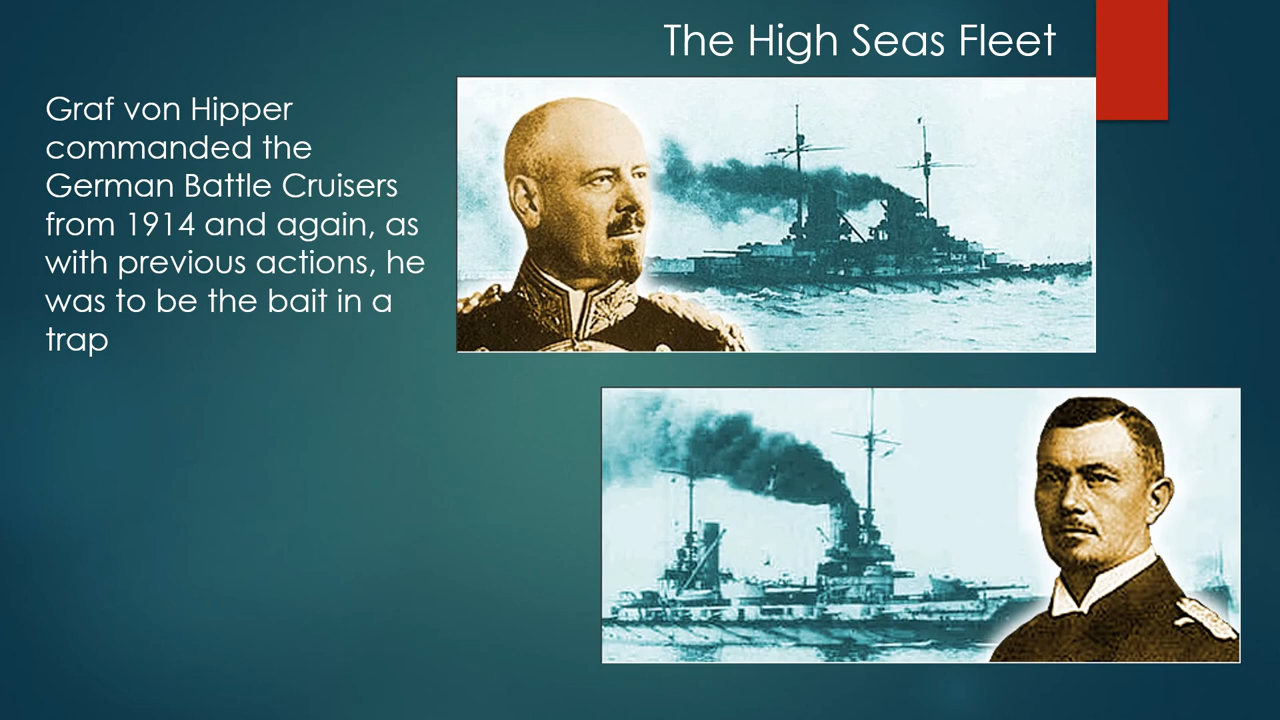 The High Seas Fleet
Graf von Hipper
commanded the
German Battle Cruisers
from 1914 and again, as
with previous actions, he
was to be the bait in a
trap